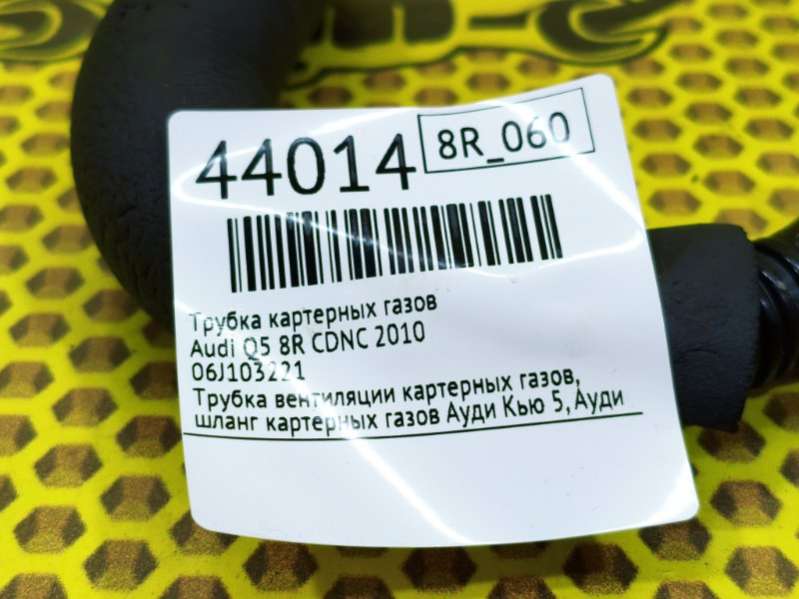 44014
8R_060
Трубка картерных газов
Audi Q5 8R CDNC 2010
06J103221
Трубка вентиляции картерных газов,
шланг картерных газов Ауди Кью 5, Ауди